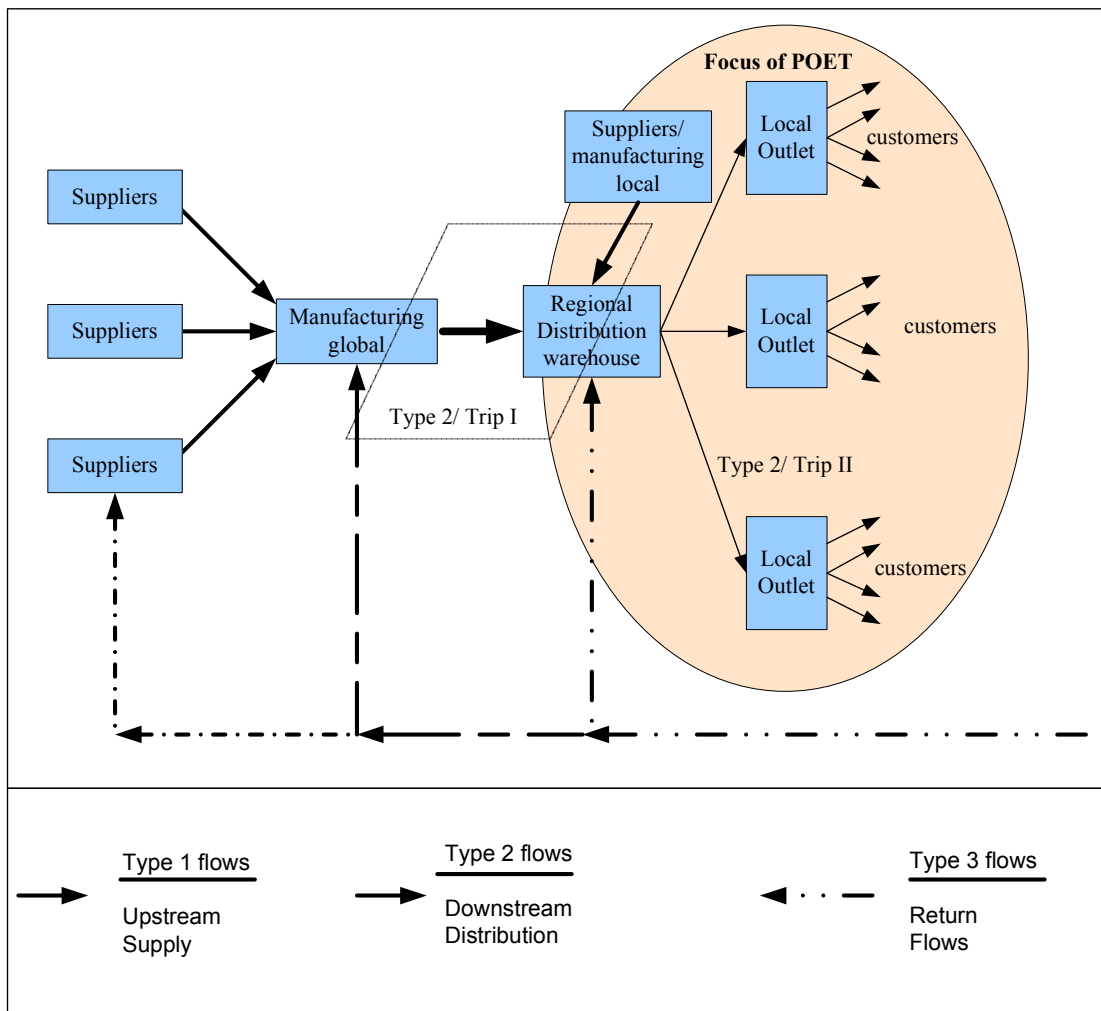 Focus of POET
Suppliers/
manufacturing
local
Local
Outlet
customers
Suppliers
Suppliers
Manufacturing
global
Regional
Distribution
warehouse
Local
Outlet
customers
Type 2/ Trip I
Suppliers
Type 2/ Trip II
Local
Outlet
customers
Type 1 flows
Upstream
Supply
Type 2 flows
Downstream
Distribution
Type 3 flows
Return
Flows